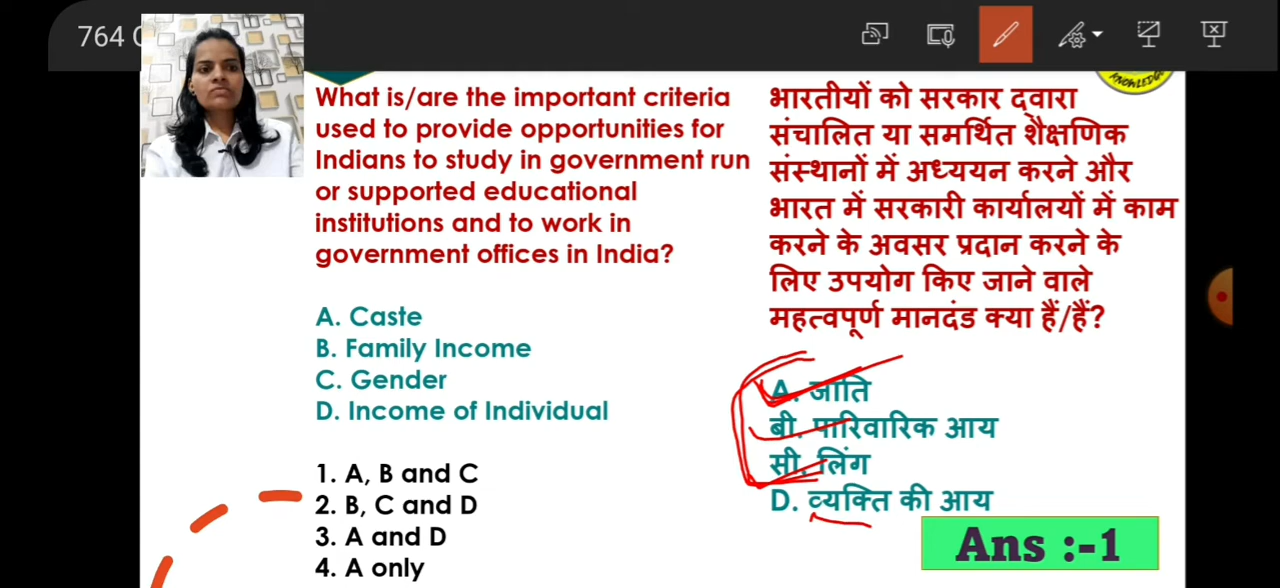 764
KNOWLEDGE
What is/are the important criteria
used to provide opportunities for
Indians to study in government run
or supported educational
institutions and to work in
government offices in India?
A. Caste
B. Family Income
C. Gender
D. Income of Individual
1. A, B and C
2. B, C and D
3. A and D
4. A only
भारतीयों को सरकार द्वारा
संचालित या समर्थित शैक्षणिक
संस्थानों में अध्ययन करने और
भारत में सरकारी कार्यालयों में काम
करने के अवसर प्रदान करने के
लिए उपयोग किए जाने वाले
महत्वपूर्ण मानदंड क्या हैं/हैं?
A. जाति
बी. पारिवारिक आय
सी. लिंग
D. व्यक्ति की आय
Ans :-1